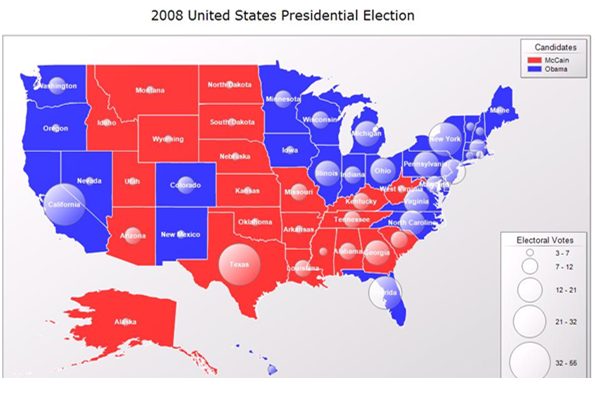 2008 United States Presidential Election
Candidates
McCain
Obama
Washington
Montana
North Dakota
Minnesota
Maine
Oregon
Idaho
South Dakota
Wisconsin
Michigan
New York
Wyoming
Nebraska
Iowa
Pennsylvania
Nevada
Utah
Colorado
Illinois
Indiana
Ohio
California
Kansas
Missouri
West Virginia
Maryland
Kentucky
Virginia
Arizona
New Mexico
Oklahoma
Arkansas
Tennessee
North Carolina
Texas
Louisiana
Alabama
Georgia
Florida
Alaska
Electoral Votes
3 - 7
7 - 12
12 - 21
21 - 32
32 - 55